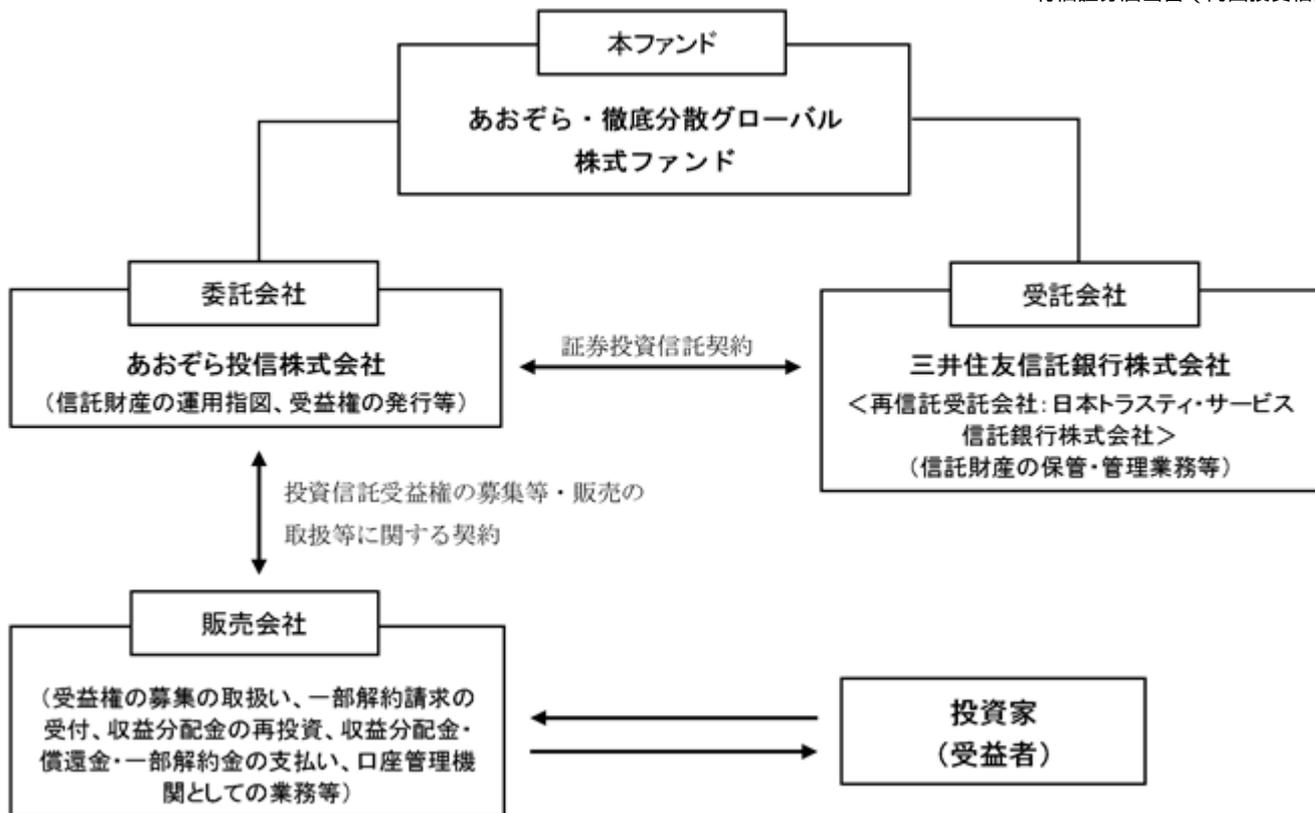 本ファンド
あおぞら・徹底分散グローバル
株式ファンド
委託会社
あおぞら投信株式会社
(信託財産の運用指図、受益権の発行等)
証券投資信託契約
受託会社
三井住友信託銀行株式会社
<再信託受託会社:日本トラスティ・サービス
信託銀行株式会社>
(信託財産の保管・管理業務等)
投資信託受益権の募集等・販売の
取扱等に関する契約
販売会社
(受益権の募集の取扱い、一部解約請求の
受付、収益分配金の再投資、収益分配金・
償還金・一部解約金の支払い、口座管理機
関としての業務等)
投資家
(受益者)